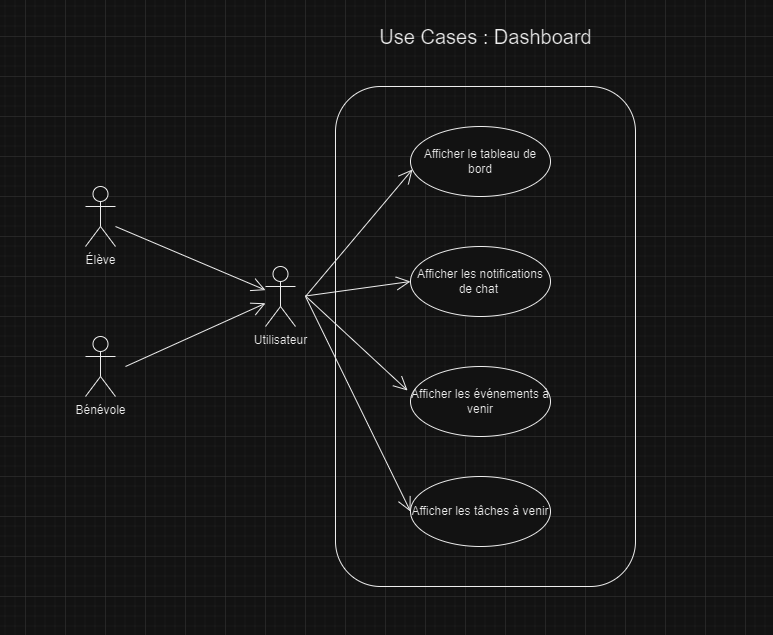 Use Cases : Dashboard
Afficher le tableau de
bord
Élève
Afficher les notifications
de chat
Utilisateur
Bénévole
Afficher les événements à
venir
Afficher les tâches à venir